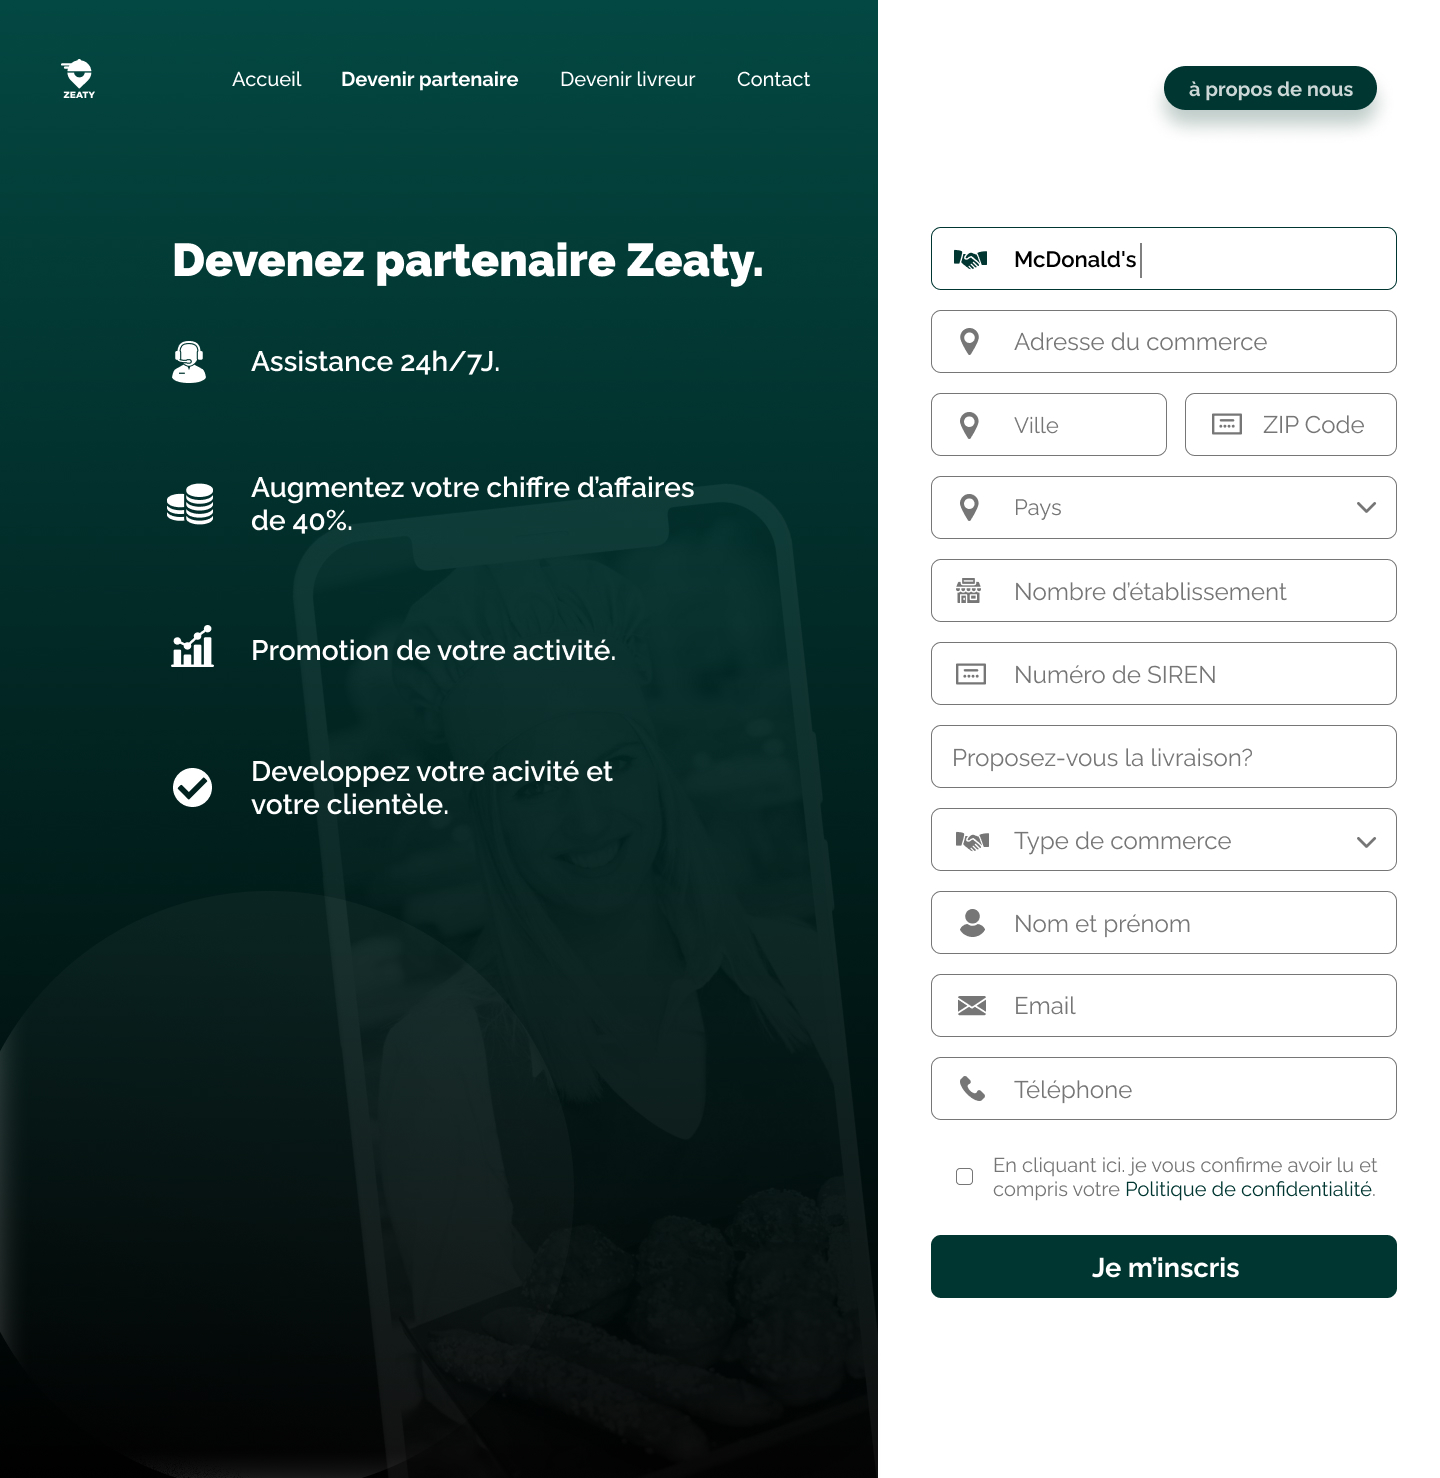 ZEATY
Accueil
Devenir partenaire
Devenir livreur
Contact
à propos de nous
Devenez partenaire Zeaty.
Assistance 24h/7J.
Augmentez votre chiffre d'affaires
de 40%.
Promotion de votre activité.
Developpez votre acivité et
votre clientèle.
McDonald's
Adresse du commerce
Ville
ZIP Code
Pays
Nombre d'établissement
Numéro de SIREN
Proposez-vous la livraison?
Type de commerce
Nom et prénom
Email
Téléphone
En cliquant ici. je vous confirme avoir lu et
compris votre Politique de confidentialité.
Je m'inscris